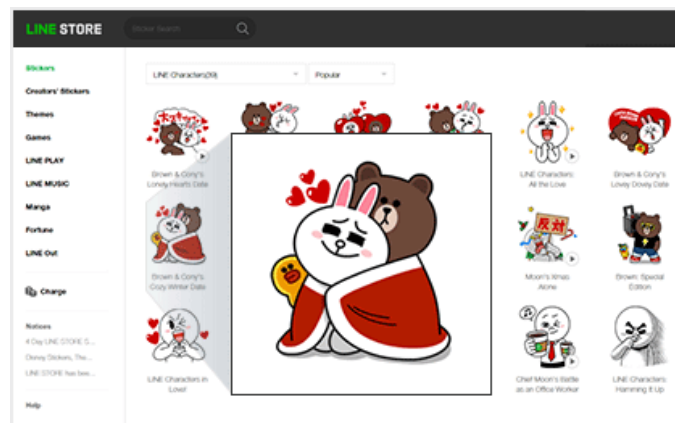 LINE STORE
Sticker Search
Stickers
Creators' Stickers
Themes
Games
LINE PLAY
LINE MUSIC
Manga
Fortune
LINE Out
Charge
Notices
4 Day LINE STORE S...
Disney Stickers, The...
LINE STORE has bee...
Help
LINE Characters(39)
Popular
Brown & Cony's
Lonely Hearts Date
LINE Characters:
All the Love
Brown & Cony's
Lovey Dovey Date
Brown & Cony's
Cozy Winter Date
反対
Moon's Xmas
Alone
Brown: Special
Edition
LINE Characters in
Love!
Chief Moon's Battle
as an Office Worker
LINE Characters:
Hamming It Up